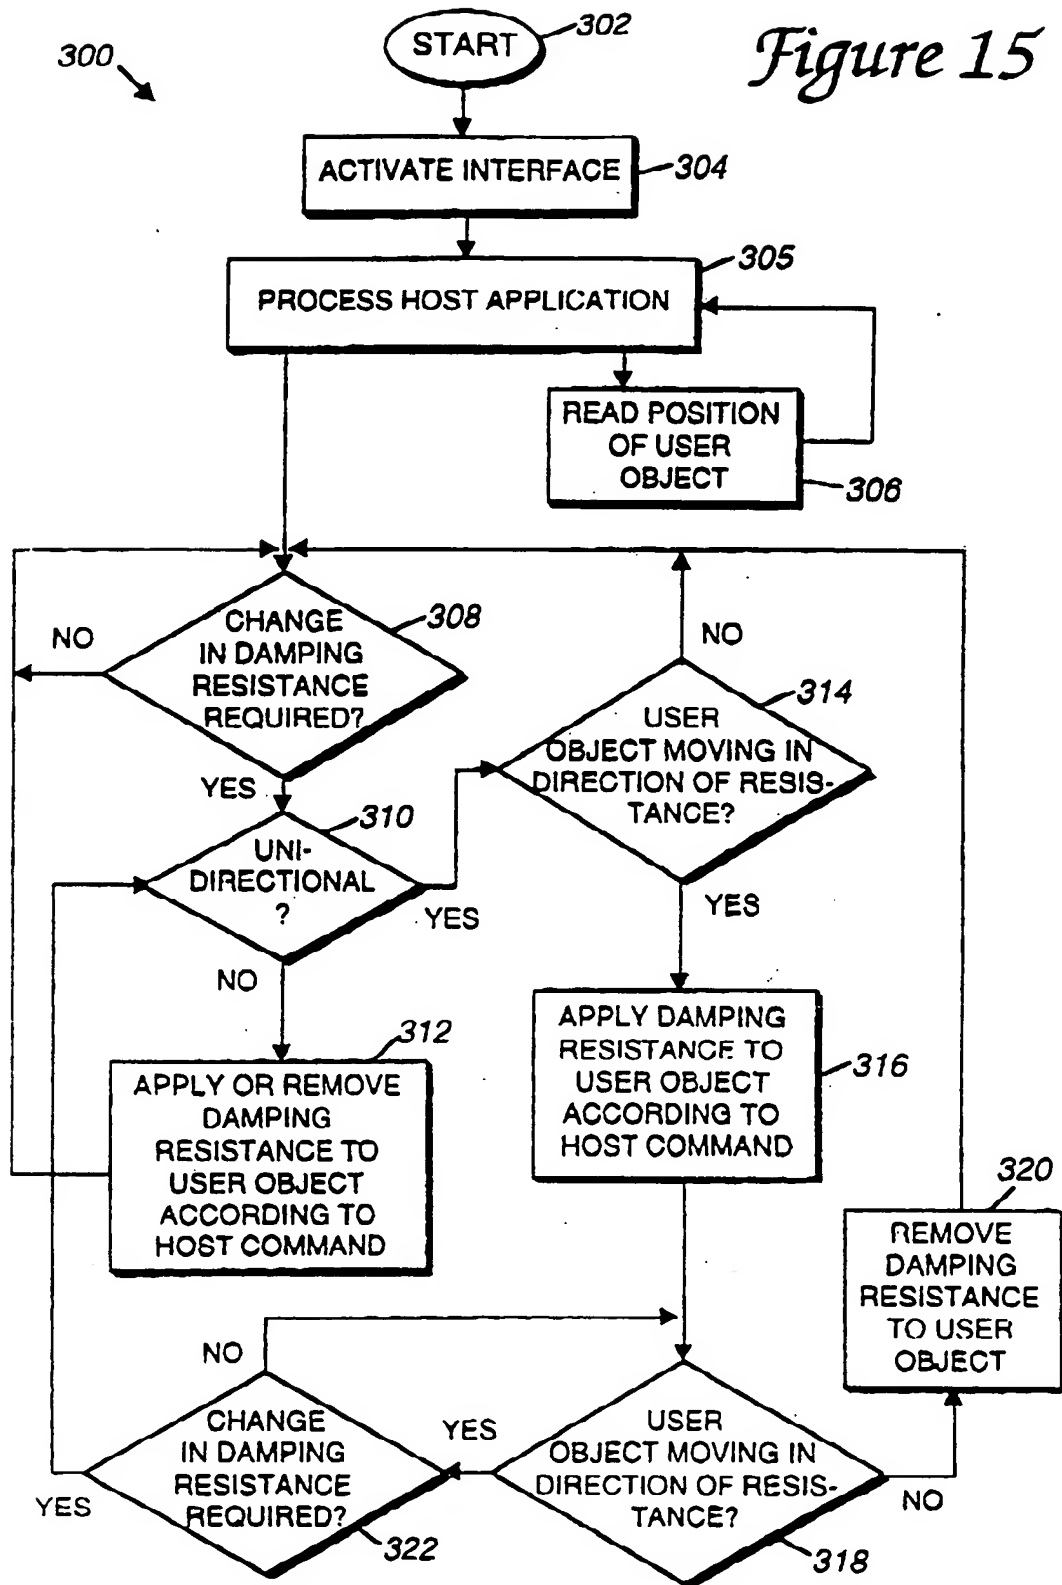 Figure 15
300
START
302
ACTIVATE INTERFACE
304
PROCESS HOST APPLICATION
305
READ POSITION
OF USER
OBJECT
306
CHANGE
IN DAMPING
RESISTANCE
REQUIRED?
308
NO
YES
UNI-
DIRECTIONAL
?
310
YES
NO
USER
OBJECT MOVING IN
DIRECTION OF RESIS-
TANCE?
314
NO
YES
APPLY OR REMOVE
DAMPING
RESISTANCE TO
USER OBJECT
ACCORDING TO
HOST COMMAND
312
APPLY DAMPING
RESISTANCE TO
USER OBJECT
ACCORDING TO
HOST COMMAND
316
REMOVE
DAMPING
RESISTANCE
TO USER
OBJECT
320
USER
OBJECT MOVING IN
DIRECTION OF RESIS-
TANCE?
318
YES
NO
CHANGE
IN DAMPING
RESISTANCE
REQUIRED?
322
NO
YES